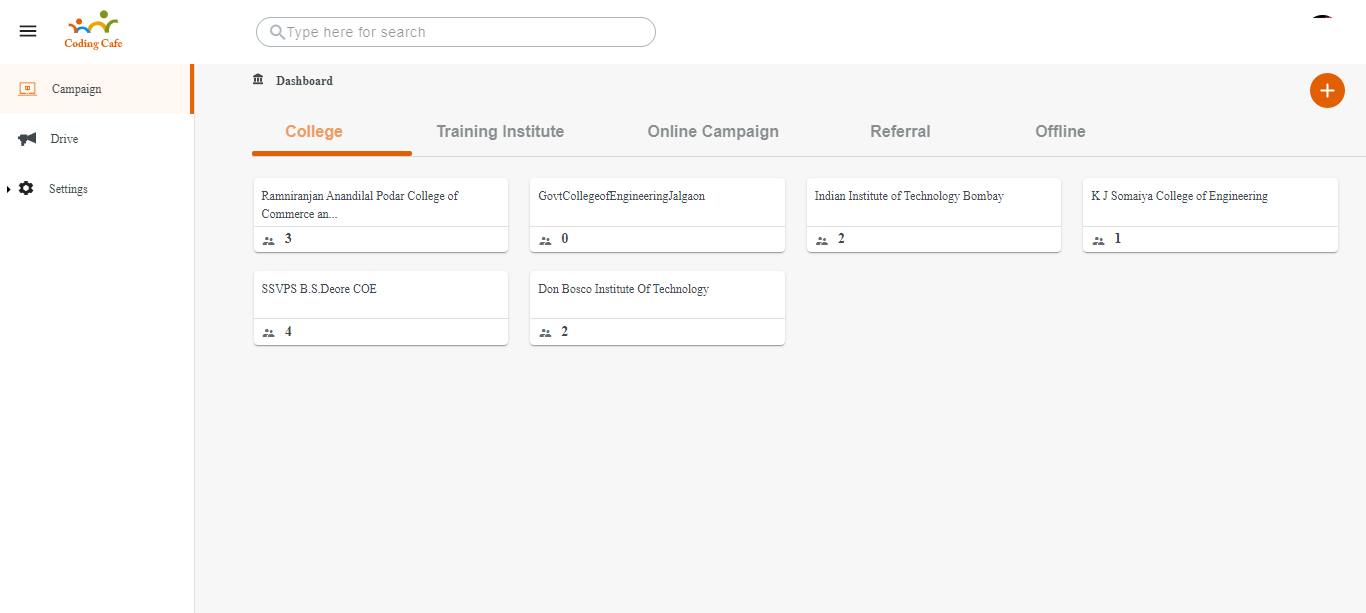 Coding Cafe
Type here for search
Campaign
Drive
Settings
Dashboard
College
Training Institute
Online Campaign
Referral
Offline
Ramniranjan Anandilal Podar College of
Commerce an...
3
GovtCollegeofEngineeringJalgaon
0
Indian Institute of Technology Bombay
2
K J Somaiya College of Engineering
1
SSVPS B.S.Deore COE
4
Don Bosco Institute Of Technology
2